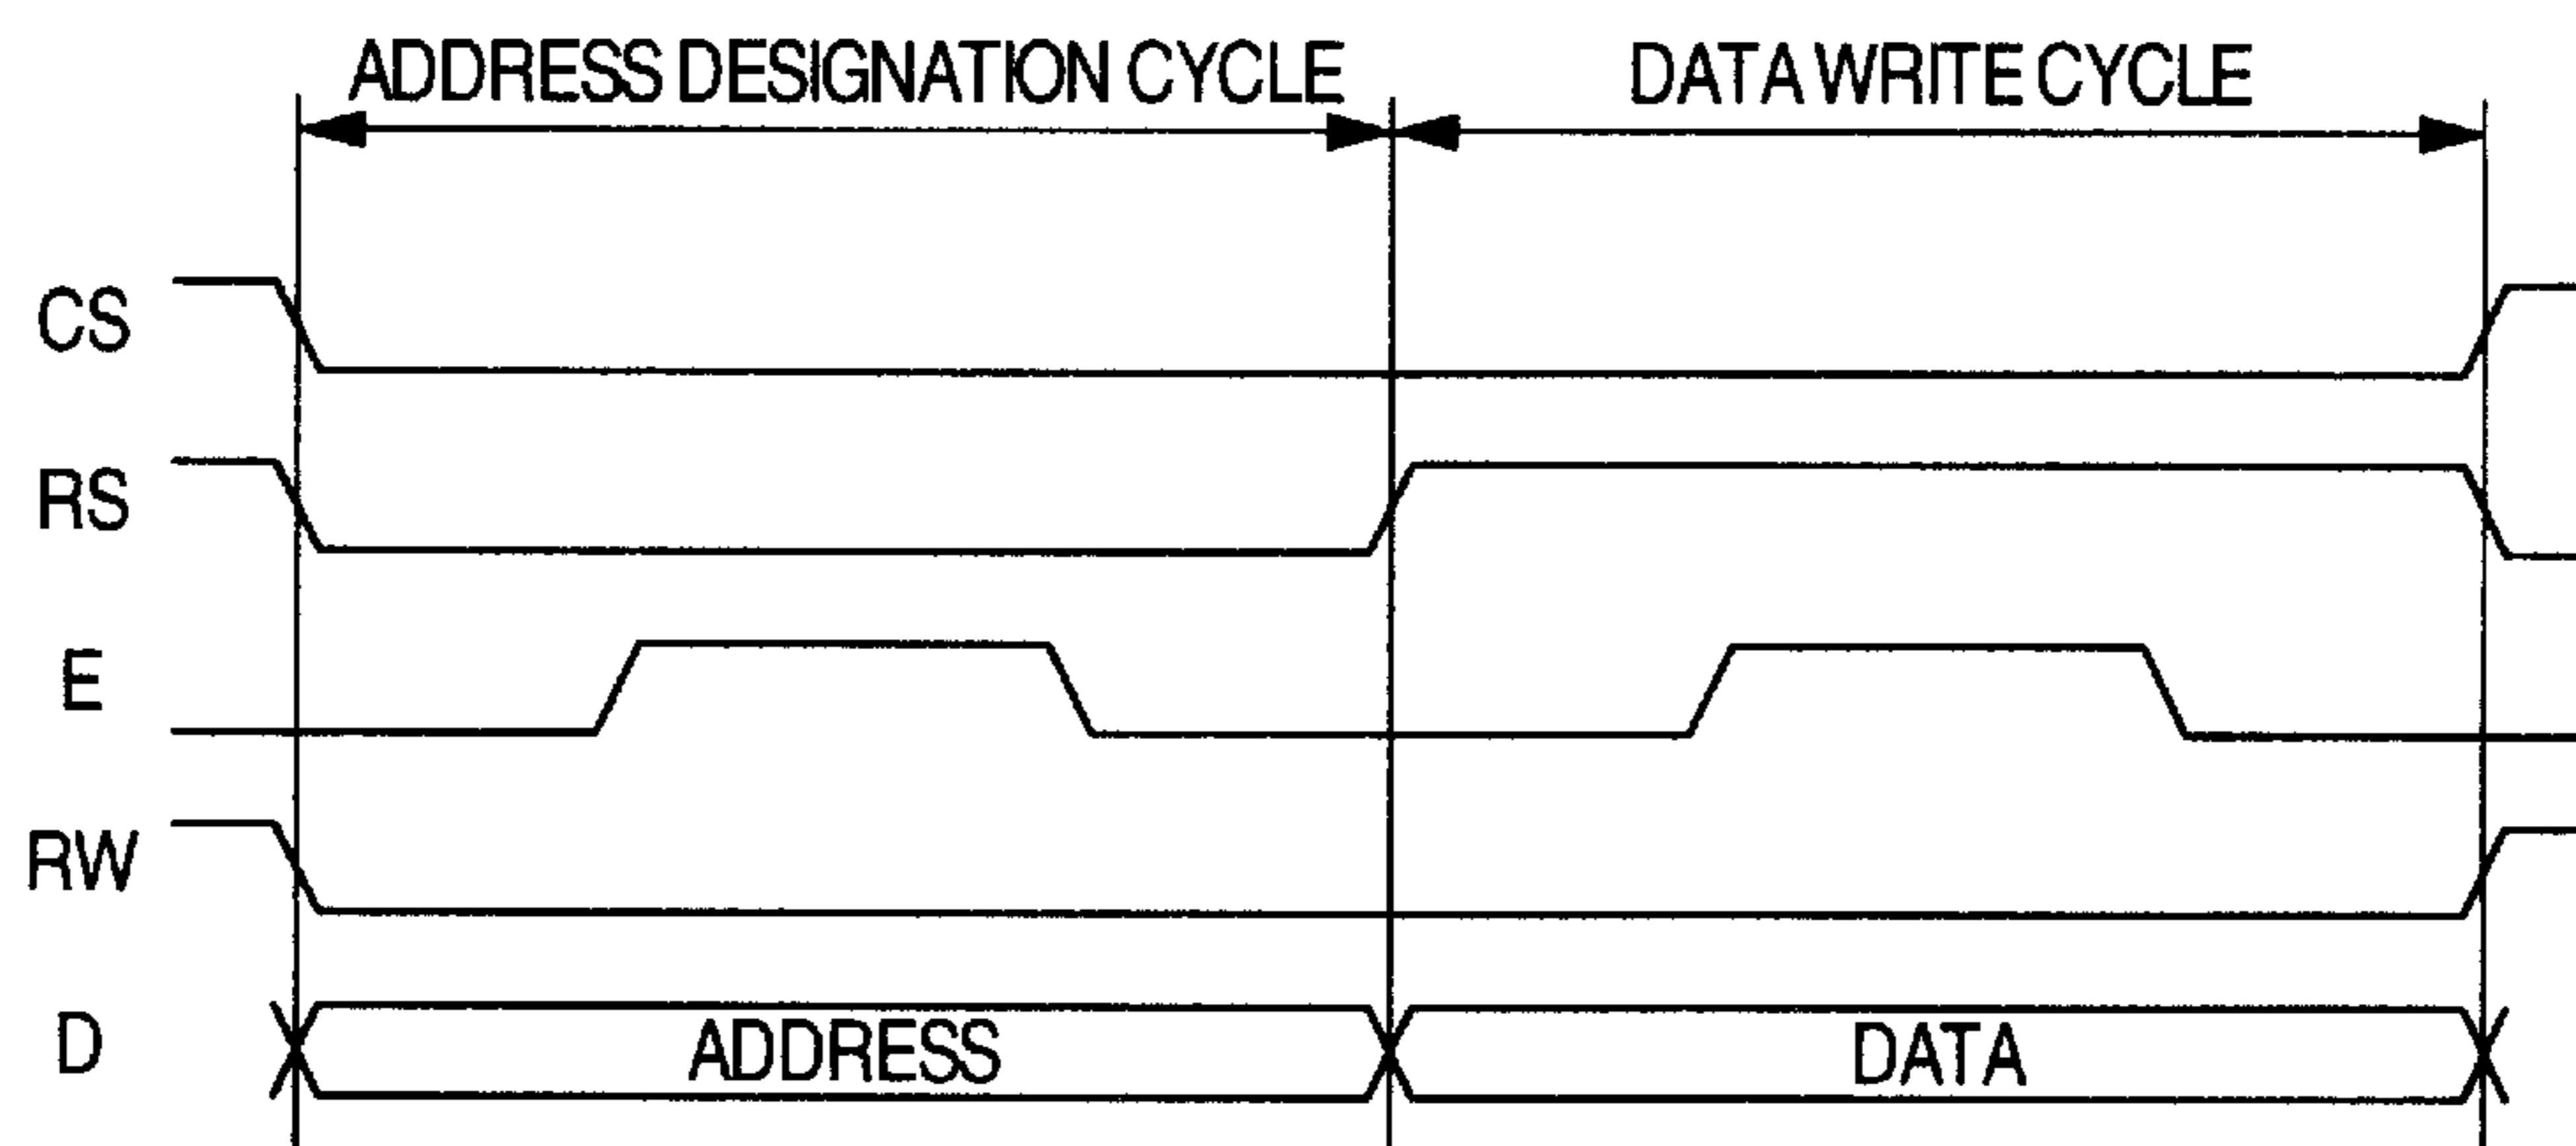 ADDRESS DESIGNATION CYCLE
DATA WRITE CYCLE
CS
RS
E
RW
D
ADDRESS
DATA